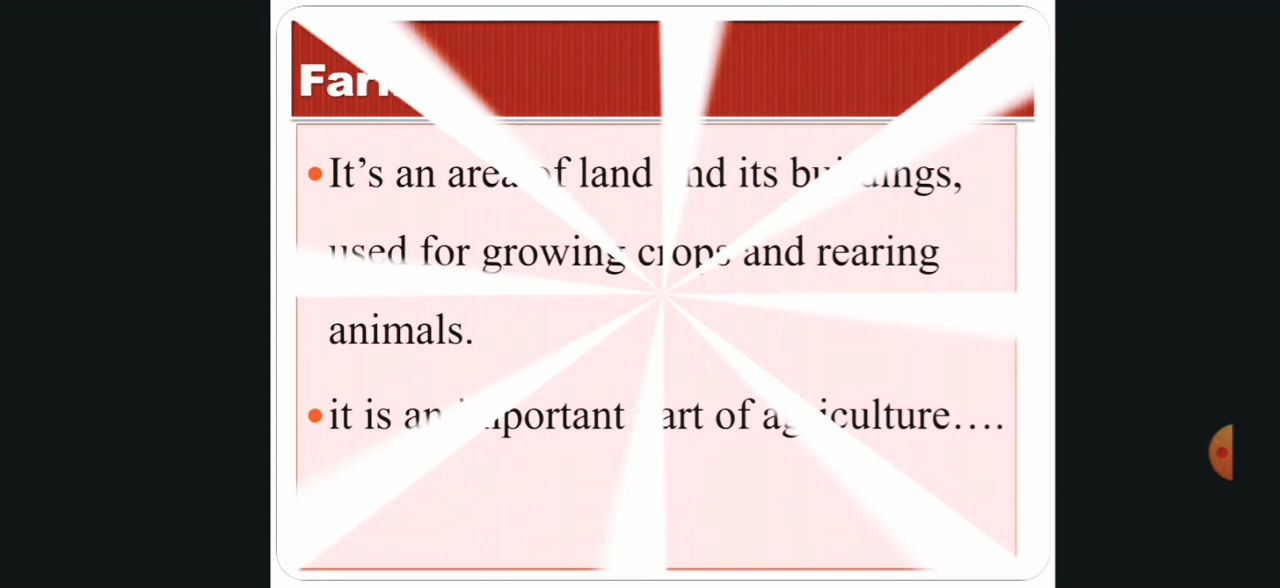 It's an area of land and its buildings,
used for growing crops and rearing
animals.
it is an important part of agriculture….